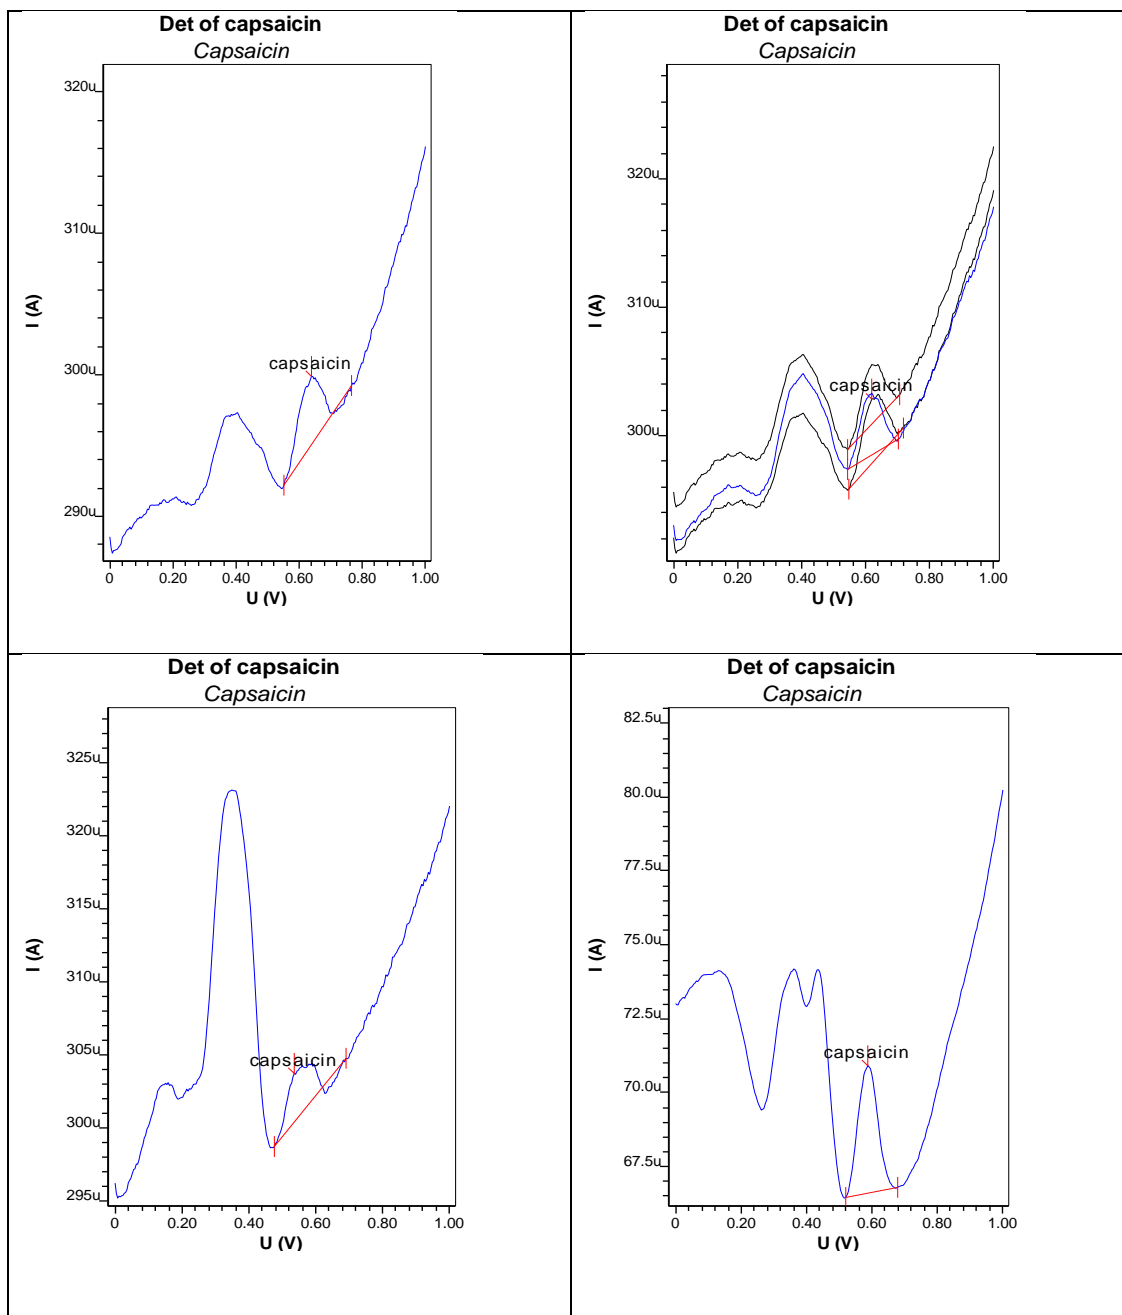 Det of capsaicin
Capsaicin
320u
310u
300u
290u
I (A)
capsaicin
0 0.20 0.40 0.60 0.80 1.00
U (V)
Det of capsaicin
Capsaicin
320u
310u
300u
I (A)
capsaicin
0 0.20 0.40 0.60 0.80 1.00
U (V)
Det of capsaicin
Capsaicin
325u
320u
315u
310u
305u
300u
295u
I (A)
capsaicin
0 0.20 0.40 0.60 0.80 1.00
U (V)
Det of capsaicin
Capsaicin
82.5u
80.0u
77.5u
75.0u
72.5u
70.0u
67.5u
I (A)
capsaicin
0 0.20 0.40 0.60 0.80 1.00
U (V)